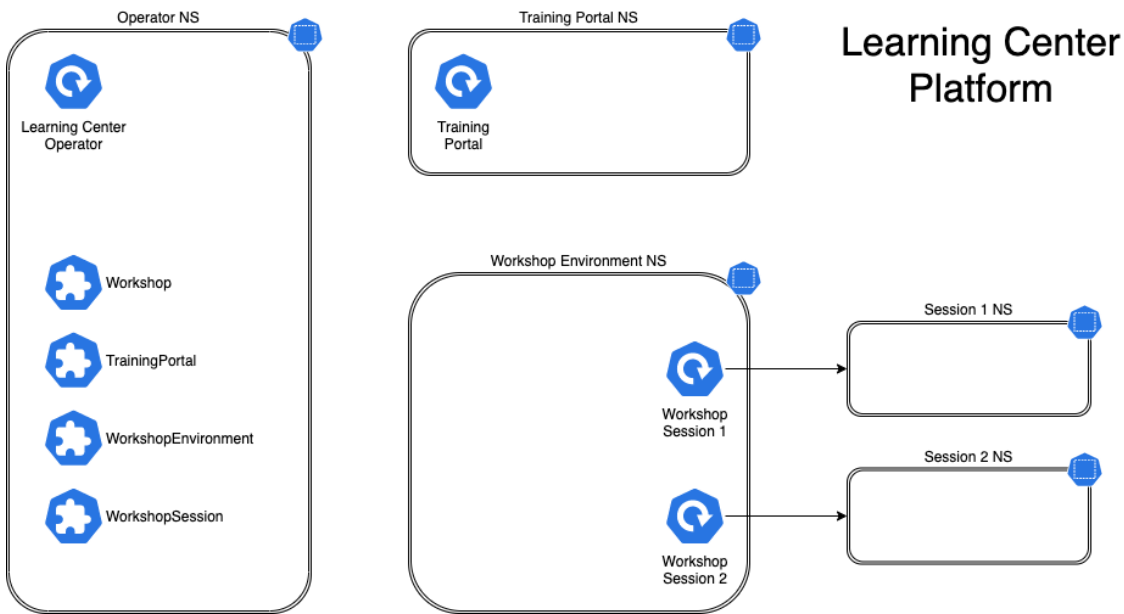 Operator NS
Training Portal NS
Learning Center
Platform
Learning Center
Operator
Training
Portal
Workshop
TrainingPortal
WorkshopEnvironment
WorkshopSession
Workshop Environment NS
Workshop
Session 1
Workshop
Session 2
Session 1 NS
Session 2 NS